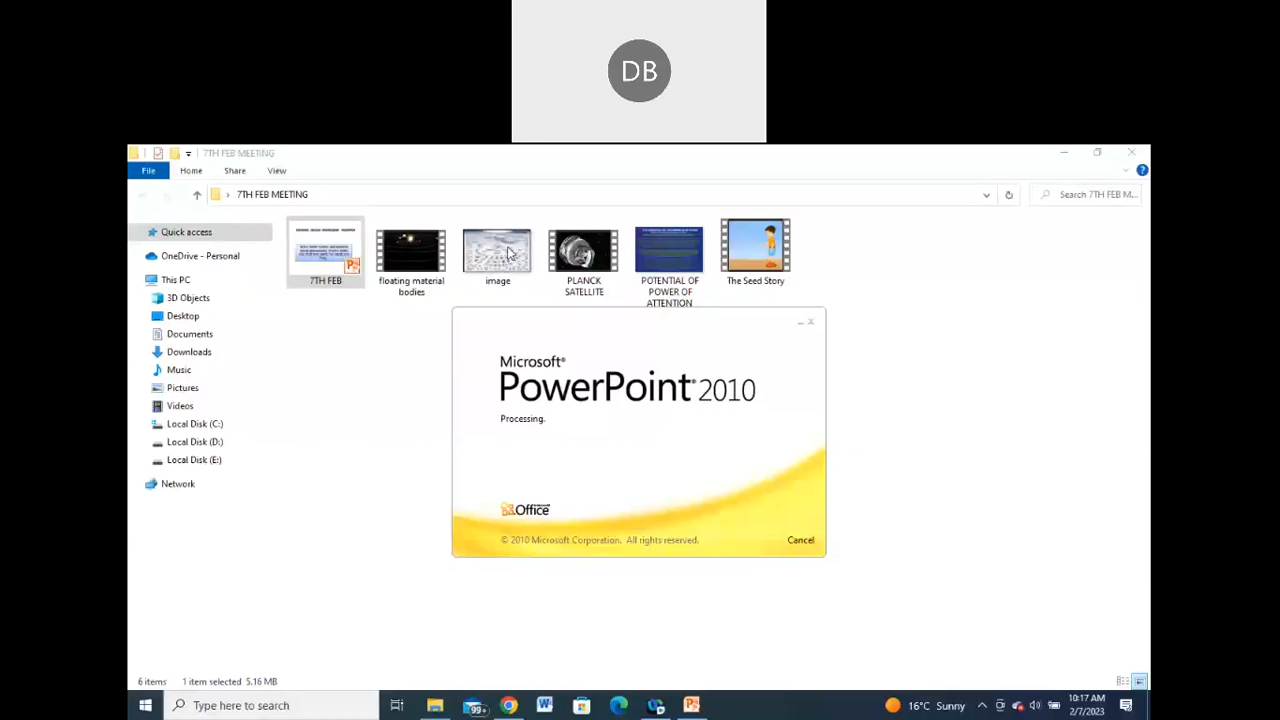 DB
7TH FEB MEETING
File Home Share View
7TH FEB MEETING
Search 7TH FEB M...
Quick access
OneDrive - Personal
This PC
3D Objects
Desktop
Documents
Downloads
Music
Pictures
Videos
Local Disk (C:)
Local Disk (D:)
Local Disk (E:)
Network
7TH FEB
floating material
bodies
image
PLANCK
SATELLITE
POTENTIAL OF
POWER OF
ATTENTION
The Seed Story
Microsoft®
PowerPoint® 2010
Processing.
Office
© 2010 Microsoft Corporation. All rights reserved.
Cancel
6 items 1 item selected 5.16 MB
Type here to search
99+
16°C Sunny
10:17 AM
2/7/2023